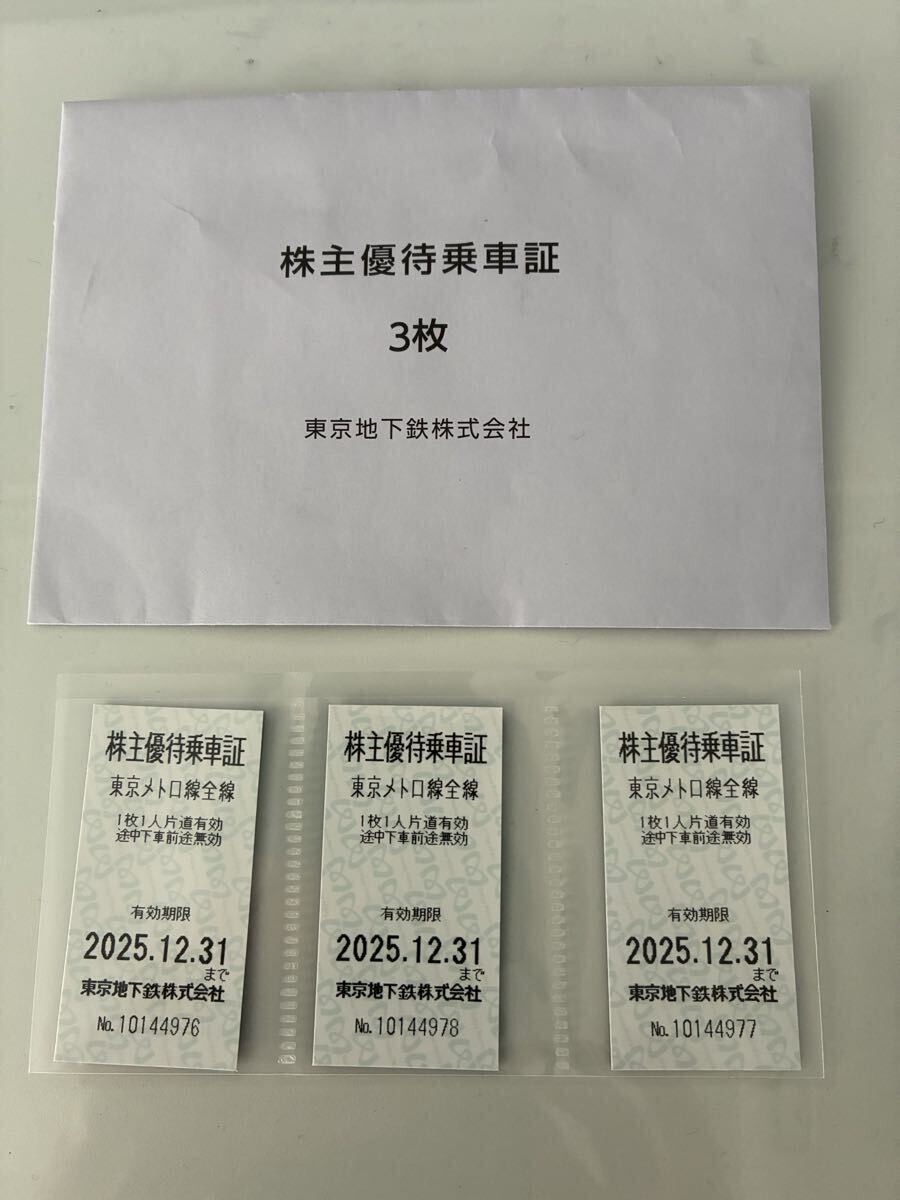 株主優待乗車証
3枚
東京地下鉄株式会社
株主優待乗車証
東京メトロ線全線
1枚1人片道有効
途中下車前途無効
有効期限
2025.12.31
まで
東京地下鉄株式会社
No.10144976
株主優待乗車証
東京メトロ線全線
1枚1人片道有効
途中下車前途無効
有効期限
2025.12.31
まで
東京地下鉄株式会社
No.10144978
株主優待乗車証
東京メトロ線全線
1枚1人片道有効
途中下車前途無効
有効期限
2025.12.31
まで
東京地下鉄株式会社
No.10144977